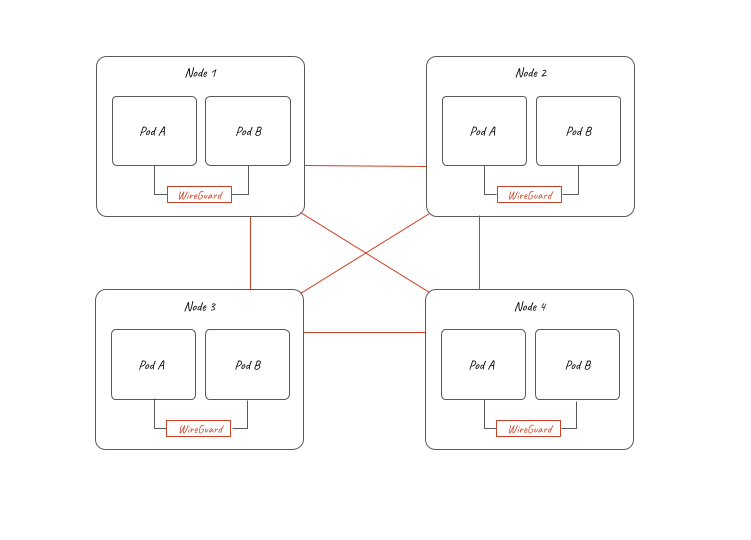 Node 1
Node 2
Pod A
Pod B
Pod A
Pod B
WireGuard
WireGuard
Node 3
Node 4
Pod A
Pod B
Pod A
Pod B
WireGuard
WireGuard